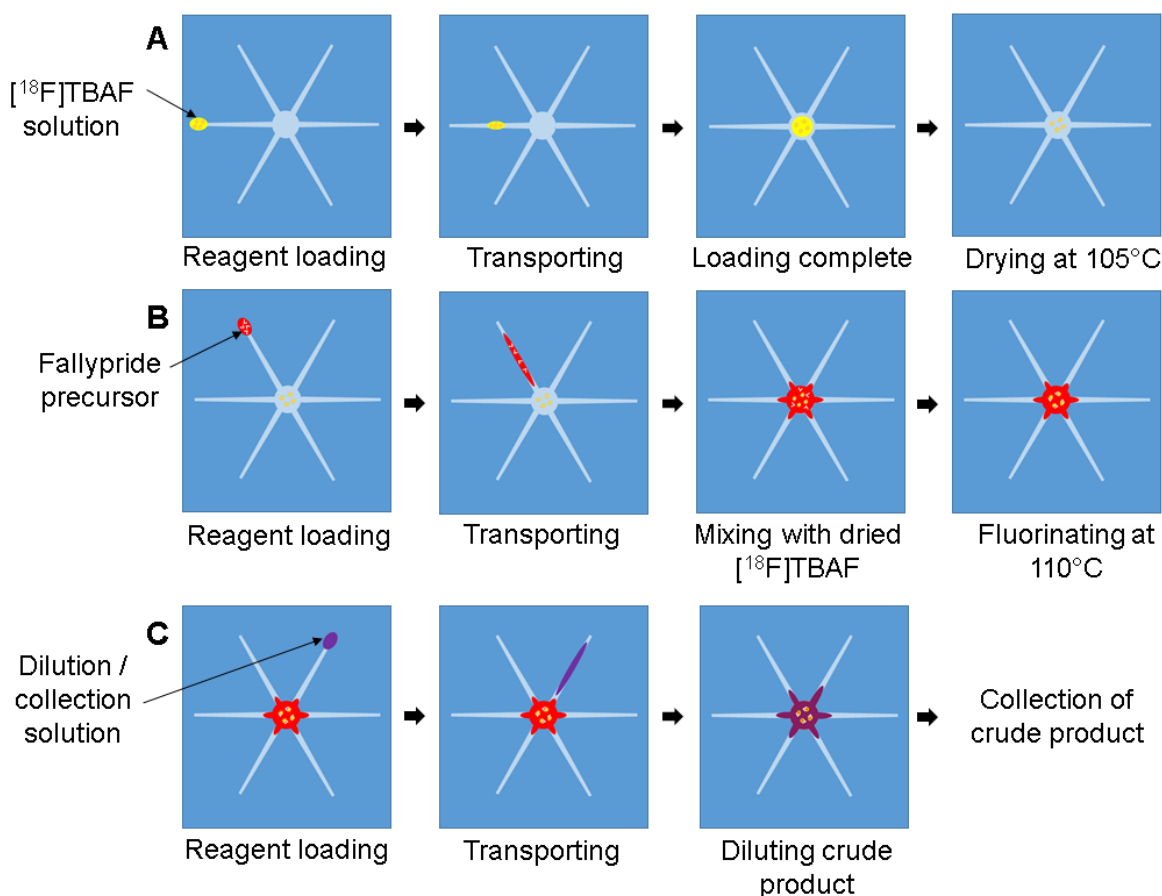 A
[¹⁸F]TBAF
solution
Reagent loading
Transporting
Loading complete
Drying at 105°C
B
Fallypride
precursor
Reagent loading
Transporting
Mixing with dried
[¹⁸F]TBAF
Fluorinating at
110°C
C
Dilution /
collection
solution
Reagent loading
Transporting
Diluting crude
product
Collection of
crude product